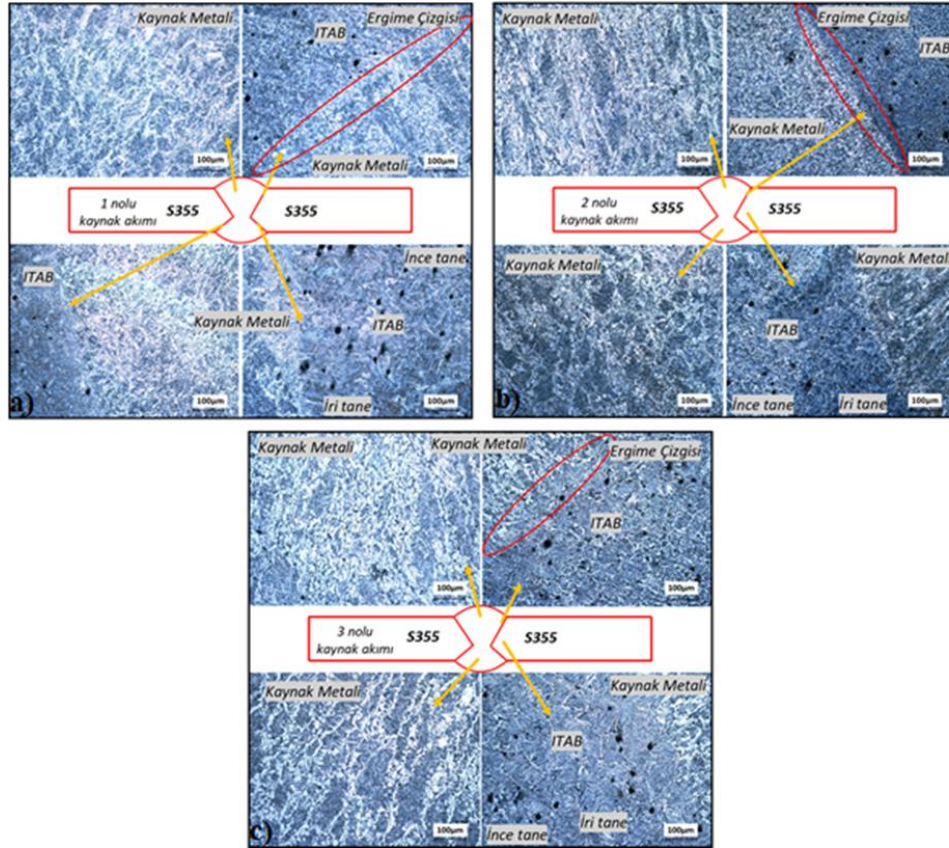 Kaynak Metali
100µm
ITAB
Ergime Çizgisi
Kaynak Metali
100µm
1 nolu
kaynak akımı
S355
S355
ITAB
Kaynak Metali
100µm
İnce tane
ITAB
İri tane
100µm
a)
Kaynak Metali
100µm
Ergime Çizgisi
ITAB
Kaynak Metali
100µm
2 nolu
kaynak akımı
S355
S355
Kaynak Metali
100µm
Kaynak Metali
ITAB
İnce tane
İri tane
100µm
b)
Kaynak Metali
100µm
Kaynak Metali
Ergime Çizgisi
ITAB
100µm
3 nolu
kaynak akımı
S355
S355
Kaynak Metali
100µm
Kaynak Metali
ITAB
İnce tane
İri tane
100µm
c)